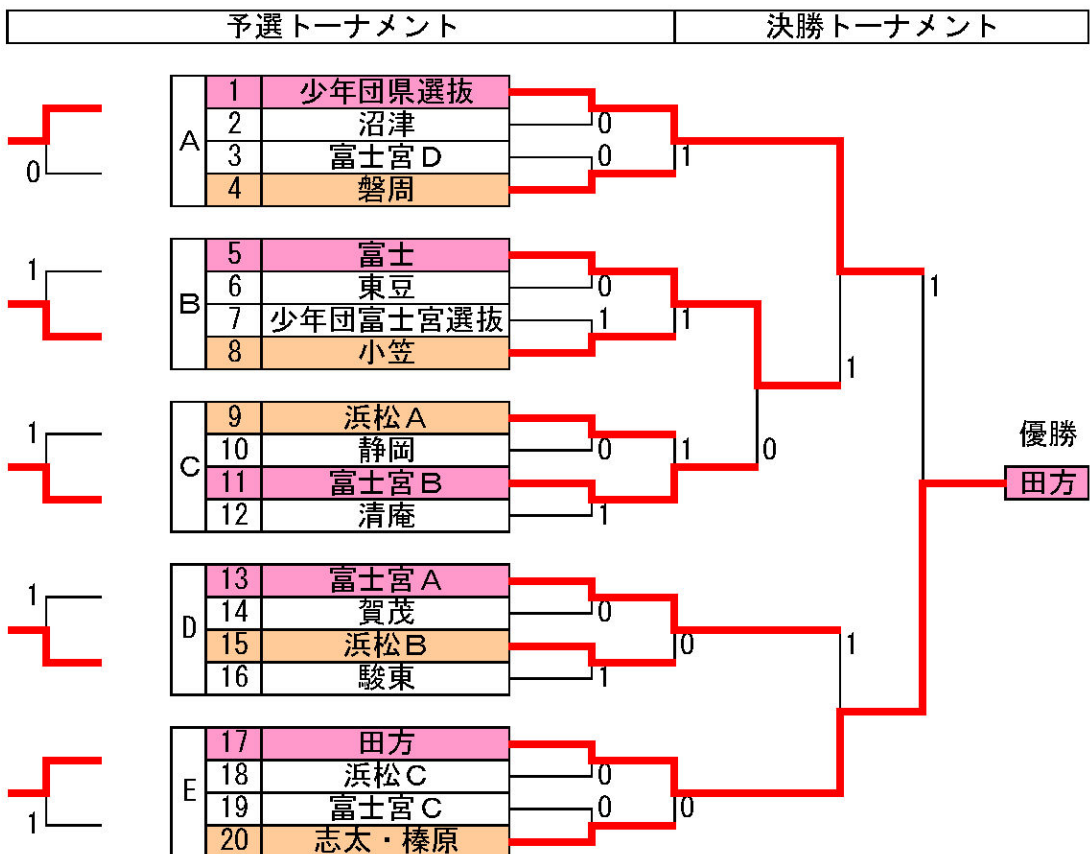 予選トーナメント 決勝トーナメント
A
1 少年団県選抜
2 沼津
3 富士宮D
4 磐周
0
0
0
1
B
5 富士
6 東豆
7 少年団富士宮選抜
8 小笠
1
0
1
1
C
9 浜松A
10 静岡
11 富士宮B
12 清庵
1
0
1
1
D
13 富士宮A
14 賀茂
15 浜松B
16 駿東
1
0
1
0
E
17 田方
18 浜松C
19 富士宮C
20 志太・榛原
1
0
0
0
0
1
1
1
優勝
田方